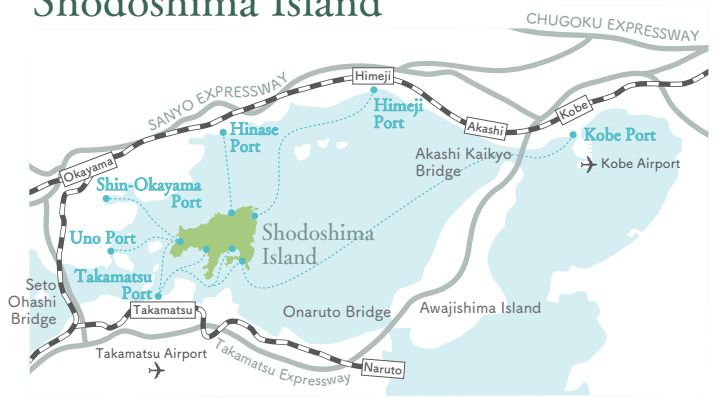 Shodoshima Island
CHUGOKU EXPRESSWAY
Himeji
SANYO EXPRESSWAY
Himeji
Port
Kobe
Hinase
Port
Akashi
Kobe Port
Akashi Kaikyo
Bridge
Kobe Airport
Okayama
Shin-Okayama
Port
Uno Port
Shodoshima
Island
Takamatsu
Port
Seto
Ohashi
Bridge
Takamatsu
Onaruto Bridge
Awajishima Island
Takamatsu Airport
Takamatsu Expressway
Naruto